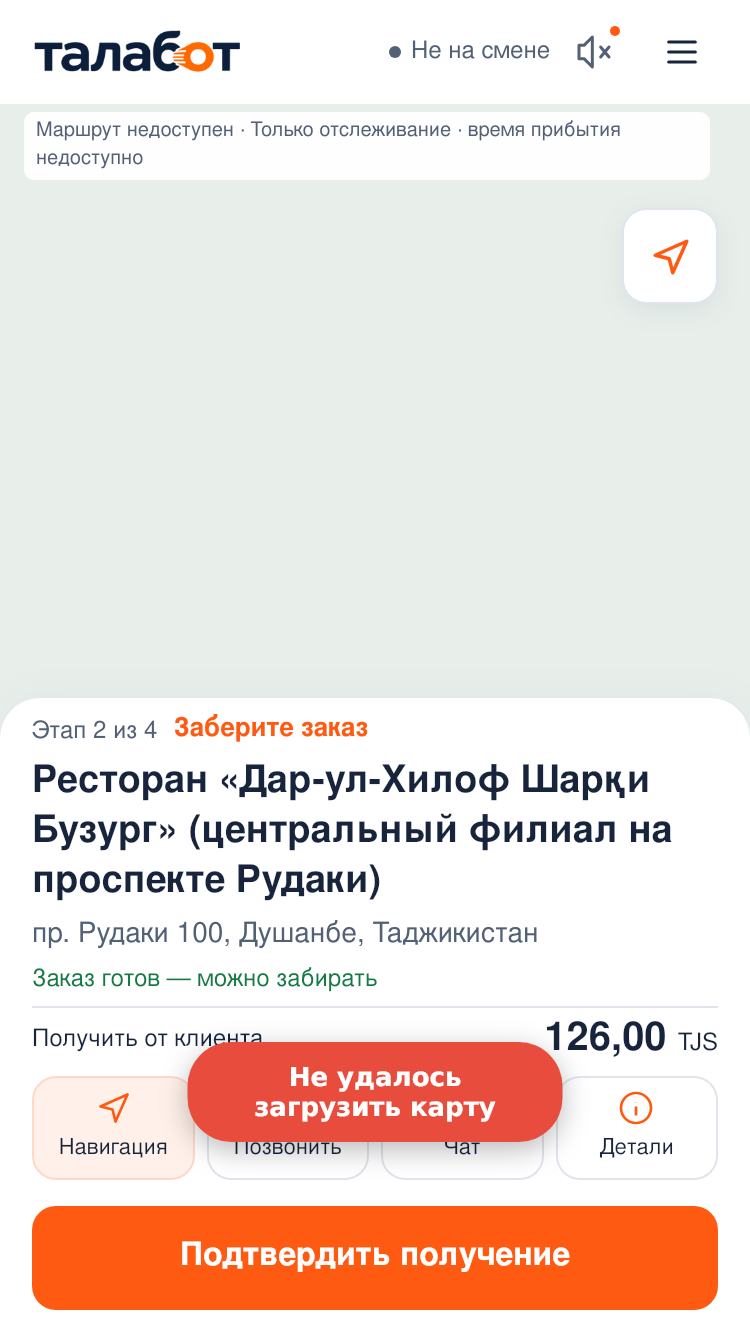 талабот
Не на смене
Маршрут недоступен · Только отслеживание · время прибытия
недоступно
Этап 2 из 4 Заберите заказ
Ресторан «Дар-ул-Хилоф Шарқи
Бузург» (центральный филиал на
проспекте Рудаки)
пр. Рудаки 100, Душанбе, Таджикистан
Заказ готов — можно забирать
Получить от клиента 126,00 TJS
Не удалось
загрузить карту
Навигация Позвонить Чат Детали
Подтвердить получение